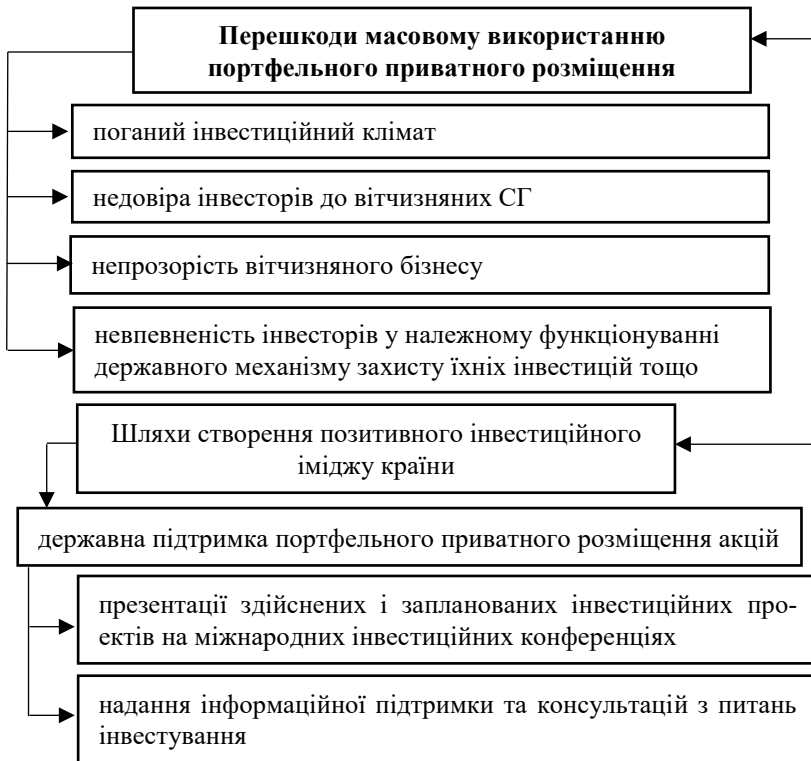 Перешкоди масовому використанню
портфельного приватного розміщення
поганий інвестиційний клімат
недовіра інвесторів до вітчизняних СГ
непрозорість вітчизняного бізнесу
невпевненість інвесторів у належному функціонуванні
державного механізму захисту їхніх інвестицій тощо
Шляхи створення позитивного інвестиційного
іміджу країни
державна підтримка портфельного приватного розміщення акцій
презентації здійснених і запланованих інвестиційних про-
ектів на міжнародних інвестиційних конференціях
надання інформаційної підтримки та консультацій з питань
інвестування